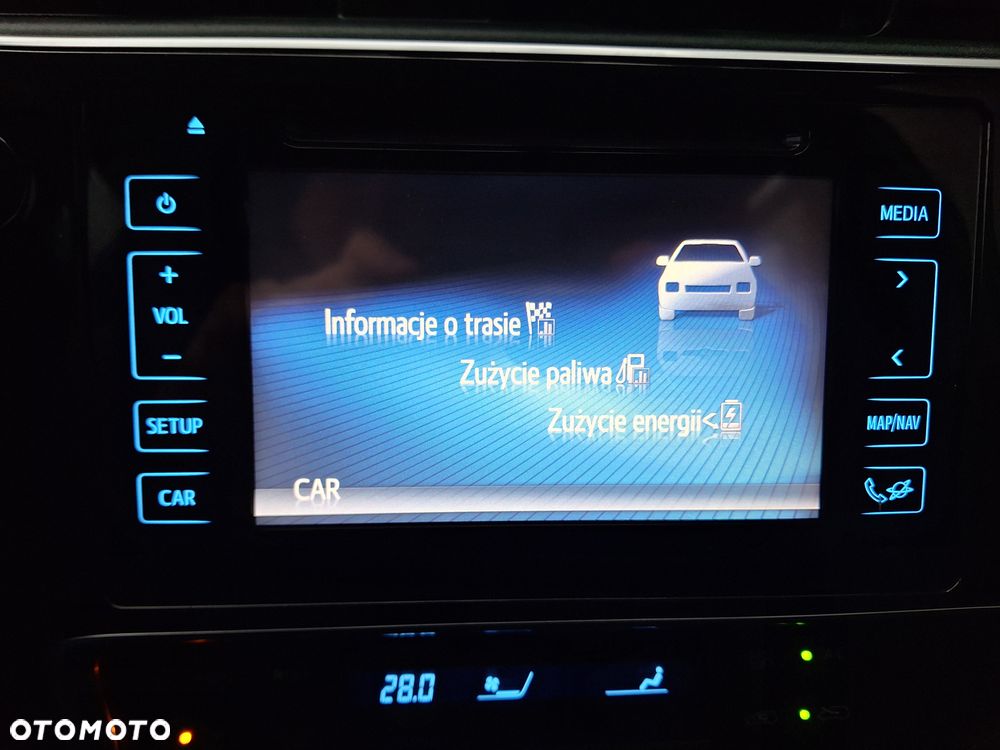 MEDIA
+
VOL
−
>
<
Informacje o trasie
Zużycie paliwa
Zużycie energii<
SETUP
MAP/NAV
CAR
CAR
28.0
OTOMOTO